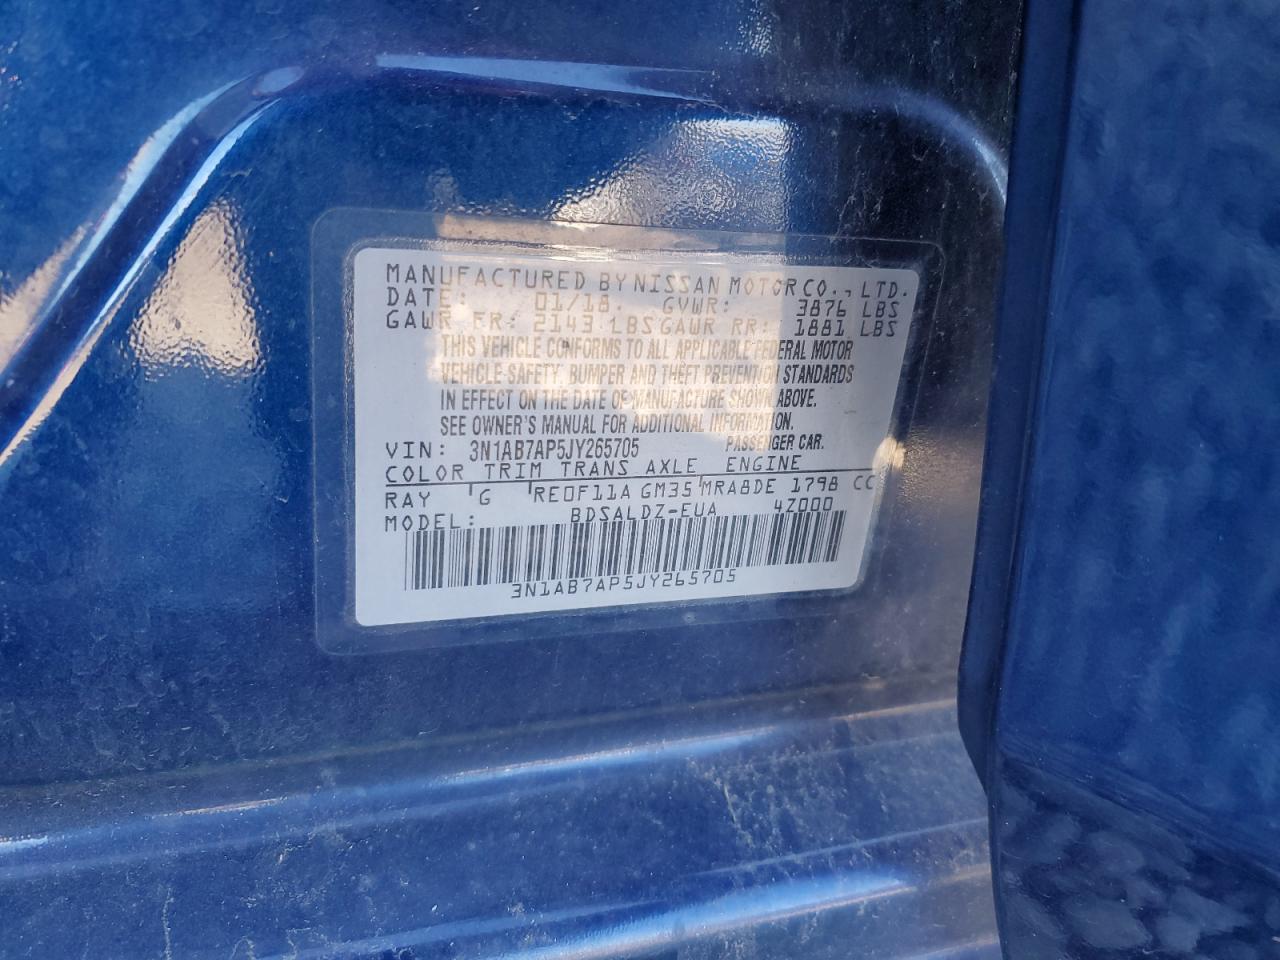 MANUFACTURED BY NISSAN MOTOR CO., LTD.
DATE: 01/18. GVWR: 3876 LBS
GAWR FR: 2143 LBS GAWR RR: 1881 LBS
THIS VEHICLE CONFORMS TO ALL APPLICABLE FEDERAL MOTOR
VEHICLE SAFETY, BUMPER AND THEFT PREVENTION STANDARDS
IN EFFECT ON THE DATE OF MANUFACTURE SHOWN ABOVE.
SEE OWNER'S MANUAL FOR ADDITIONAL INFORMATION.
VIN: 3N1AB7AP5JY265705 PASSENGER CAR.
COLOR TRIM TRANS AXLE ENGINE
RAY G RE0F11A GM35 MRA8DE 1798 CC
MODEL: BDSALDZ-EUA 4Z000
3N1AB7AP5JY265705